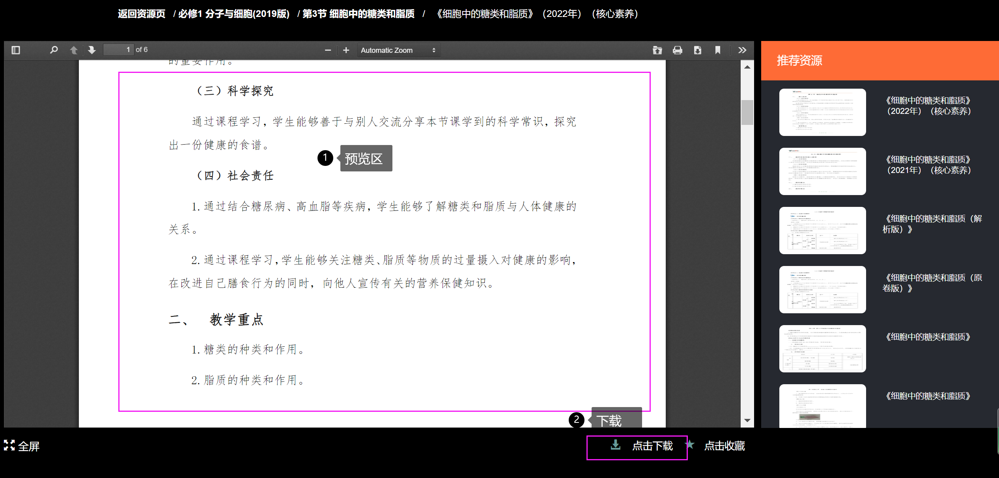 返回资源页 / 必修1 分子与细胞(2019版) / 第3节 细胞中的糖类和脂质 / 《细胞中的糖类和脂质》（2022年）（核心素养）
1 of 6
Automatic Zoom
的重要作用。
（三）科学探究
通过课程学习，学生能够善于与别人交流分享本节课学到的科学常识，探究
出一份健康的食谱。
1 预览区
（四）社会责任
1.通过结合糖尿病、高血脂等疾病，学生能够了解糖类和脂质与人体健康的
关系。
2.通过课程学习，学生能够关注糖类、脂质等物质的过量摄入对健康的影响，
在改进自己膳食行为的同时，向他人宣传有关的营养保健知识。
二、 教学重点
1.糖类的种类和作用。
2.脂质的种类和作用。
2 下载
全屏
点击下载
点击收藏
推荐资源
《细胞中的糖类和脂质》
（2022年）（核心素养）
《细胞中的糖类和脂质》
（2021年）（核心素养）
《细胞中的糖类和脂质（解
析版）》
《细胞中的糖类和脂质（原
卷版）》
《细胞中的糖类和脂质》
《细胞中的糖类和脂质》